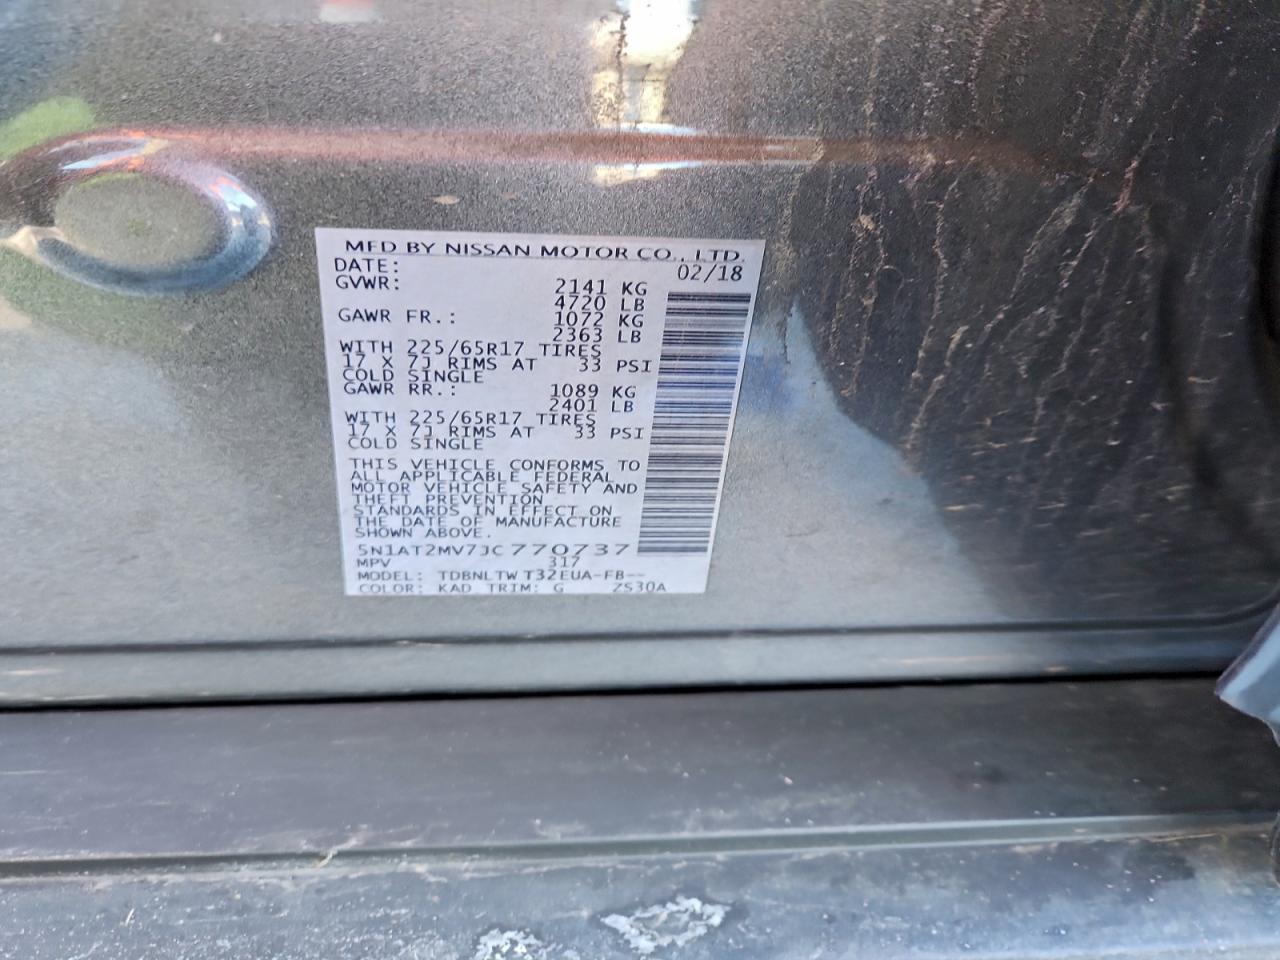 MFD BY NISSAN MOTOR CO., LTD.
DATE: 02/18
GVWR: 2141 KG
4720 LB
GAWR FR.: 1072 KG
2363 LB
WITH 225/65R17 TIRES
17 X 7J RIMS AT 33 PSI
COLD SINGLE
GAWR RR.: 1089 KG
2401 LB
WITH 225/65R17 TIRES
17 X 7J RIMS AT 33 PSI
COLD SINGLE
THIS VEHICLE CONFORMS TO
ALL APPLICABLE FEDERAL
MOTOR VEHICLE SAFETY AND
THEFT PREVENTION
STANDARDS IN EFFECT ON
THE DATE OF MANUFACTURE
SHOWN ABOVE.
5N1AT2MV7JC770737
MPV 317
MODEL: TDBNLTW T32EUA-FB--
COLOR: KAD TRIM: G ZS30A